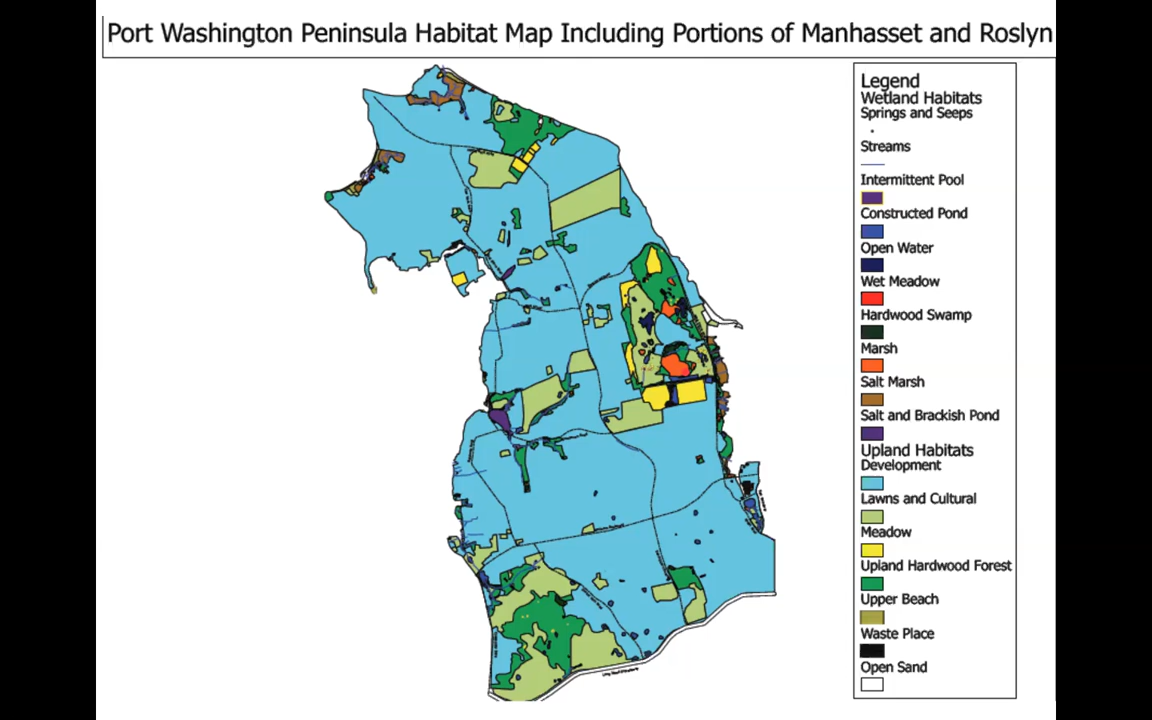 Port Washington Peninsula Habitat Map Including Portions of Manhasset and Roslyn
Legend
Wetland Habitats
Springs and Seeps
Streams
Intermittent Pool
Constructed Pond
Open Water
Wet Meadow
Hardwood Swamp
Marsh
Salt Marsh
Salt and Brackish Pond
Upland Habitats
Development
Lawns and Cultural
Meadow
Upland Hardwood Forest
Upper Beach
Waste Place
Open Sand